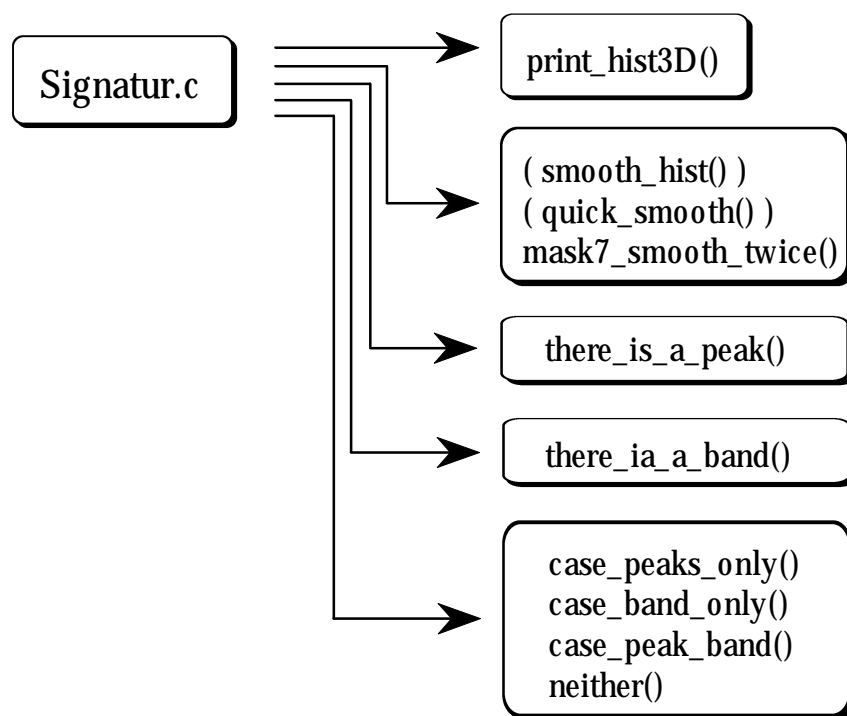 Signatur.c
print_hist3D()
( smooth_hist() )
( quick_smooth() )
mask7_smooth_twice()
there_is_a_peak()
there_ia_a_band()
case_peaks_only()
case_band_only()
case_peak_band()
neither()